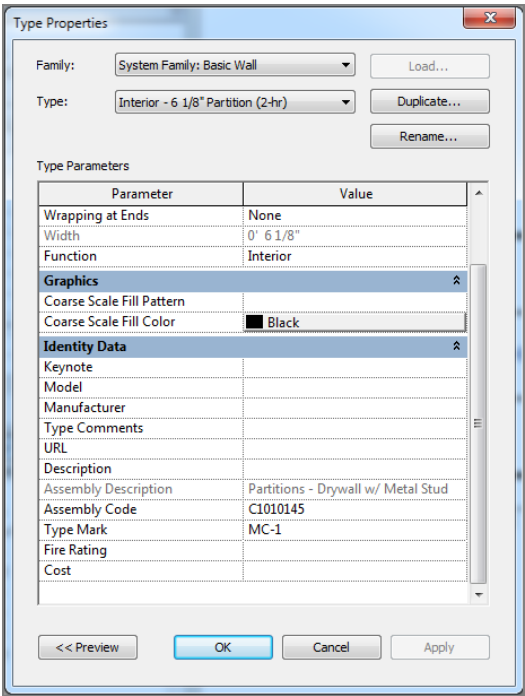 Type Properties
Family: System Family: Basic Wall Load...
Type: Interior - 6 1/8" Partition (2-hr) Duplicate...
Rename...
Type Parameters
Parameter Value
Wrapping at Ends None
Width 0' 6 1/8"
Function Interior
Graphics
Coarse Scale Fill Pattern
Coarse Scale Fill Color Black
Identity Data
Keynote
Model
Manufacturer
Type Comments
URL
Description
Assembly Description Partitions - Drywall w/ Metal Stud
Assembly Code C1010145
Type Mark MC-1
Fire Rating
Cost
<< Preview OK Cancel Apply